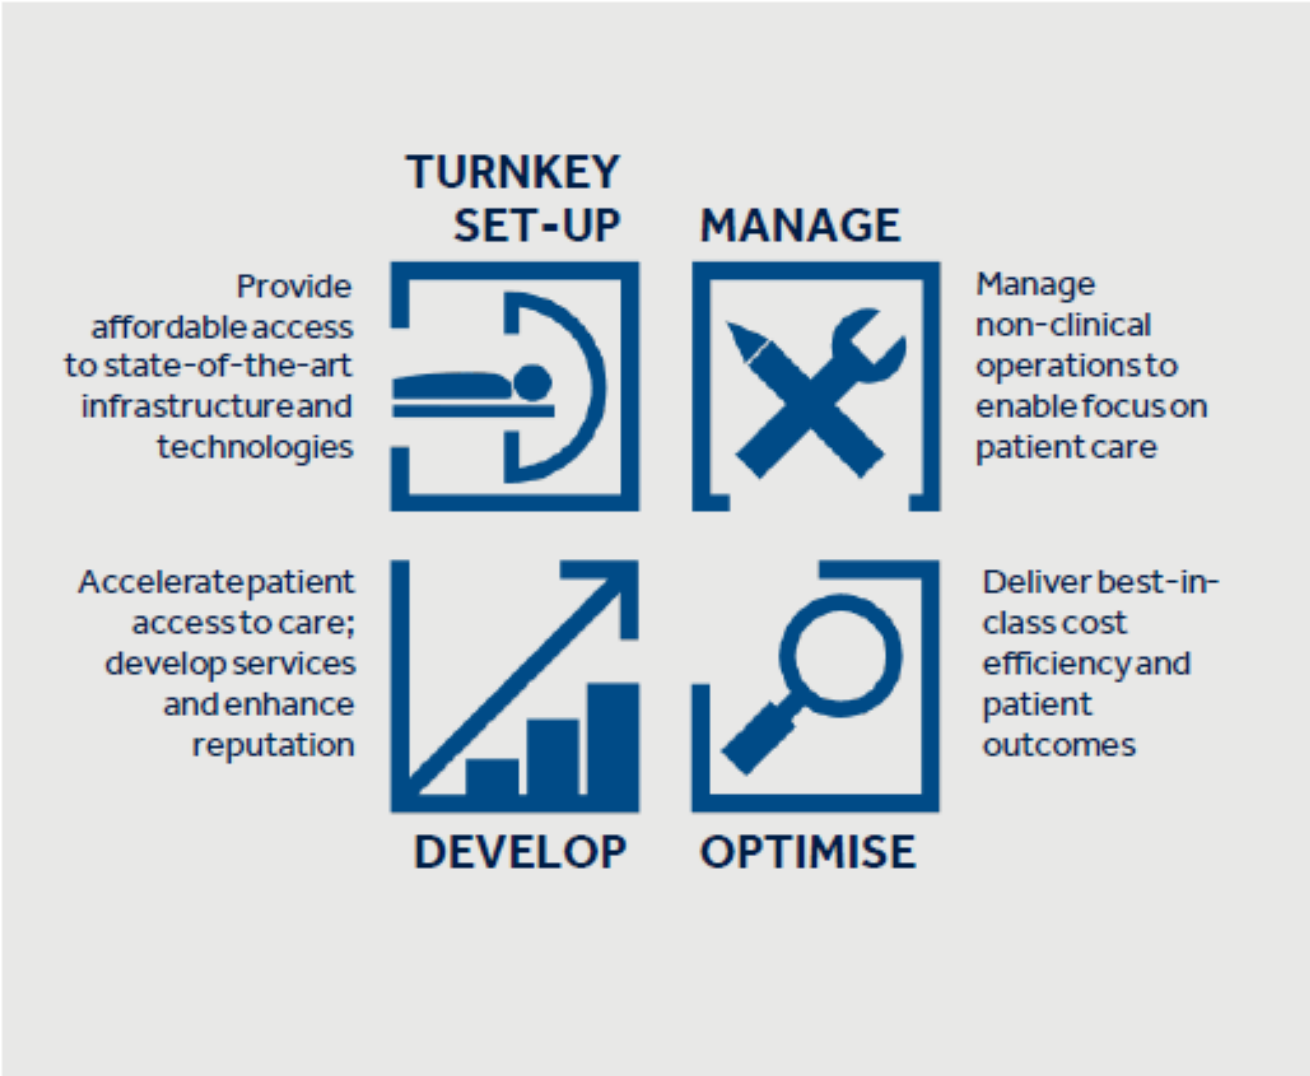 TURNKEY
SET-UP
Provide
affordable access
to state-of-the-art
infrastructure and
technologies
MANAGE
Manage
non-clinical
operations to
enable focus on
patient care
Accelerate patient
access to care;
develop services
and enhance
reputation
DEVELOP
Deliver best-in-
class cost
efficiency and
patient
outcomes
OPTIMISE